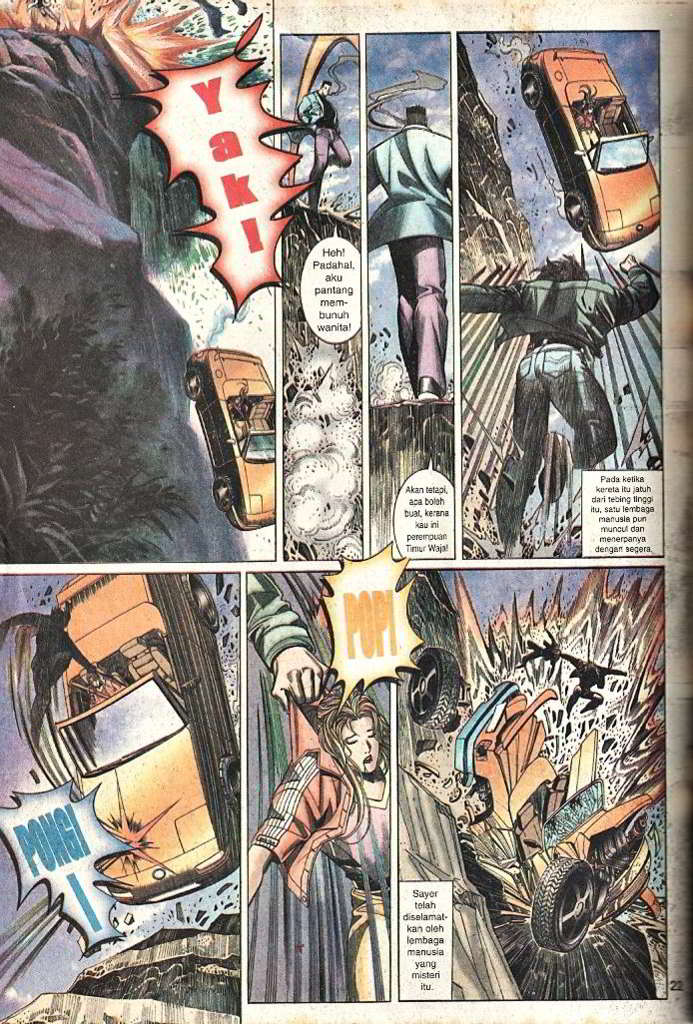 Yaki
Heh!
Padahal,
aku
pantang
mem-
bunuh
wanita!
Akan tetapi,
apa boleh
buat, kerana
kau ini
perempuan
Timur Waja!
Pada ketika
kereta itu jatuh
dari tebing tinggi
itu, satu lembaga
manusia pun
muncul dan
menerpanya
dengan segera.
PONG!
POP!
Sayer
telah
diselamat-
kan oleh
lembaga
manusia
yang
misteri
itu.